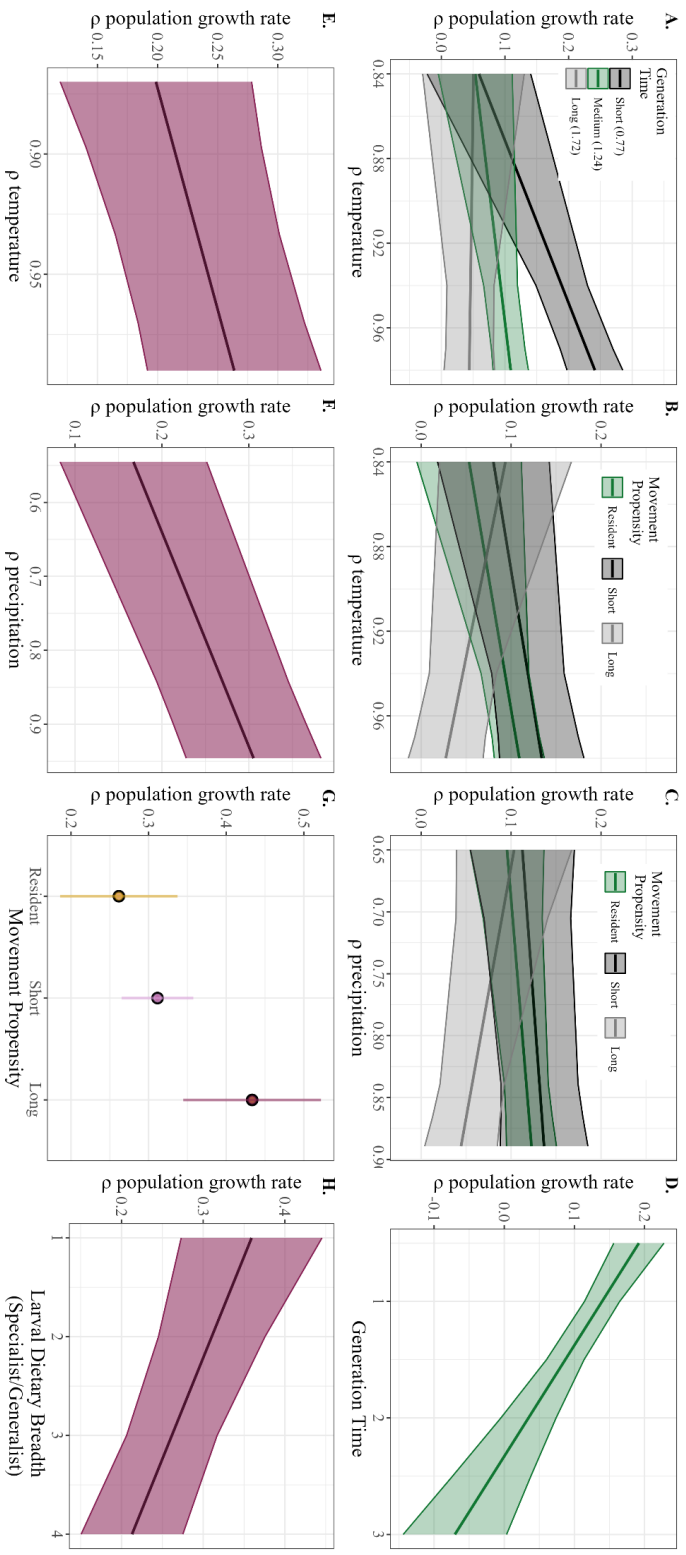 A.
ρ population growth rate
0.3
0.2
0.1
0.0
Generation
Time
Short (0.77)
Medium (1.24)
Long (1.72)
0.84
0.88
0.92
0.96
ρ temperature
B.
ρ population growth rate
0.2
0.1
0.0
Movement
Propensity
Resident
Short
Long
0.84
0.88
0.92
0.96
ρ temperature
C.
ρ population growth rate
0.2
0.1
0.0
Movement
Propensity
Resident
Short
Long
0.65
0.70
0.75
0.80
0.85
ρ precipitation
D.
ρ population growth rate
0.2
0.1
0.0
-0.1
1
2
3
Generation Time
E.
ρ population growth rate
0.30
0.25
0.20
0.15
0.90
0.95
ρ temperature
F.
ρ population growth rate
0.3
0.2
0.1
0.6
0.7
0.8
0.9
ρ precipitation
G.
ρ population growth rate
0.5
0.4
0.3
0.2
Resident
Short
Long
Movement Propensity
H.
ρ population growth rate
0.4
0.3
0.2
1
2
3
4
Larval Dietary Breadth
(Specialist/Generalist)